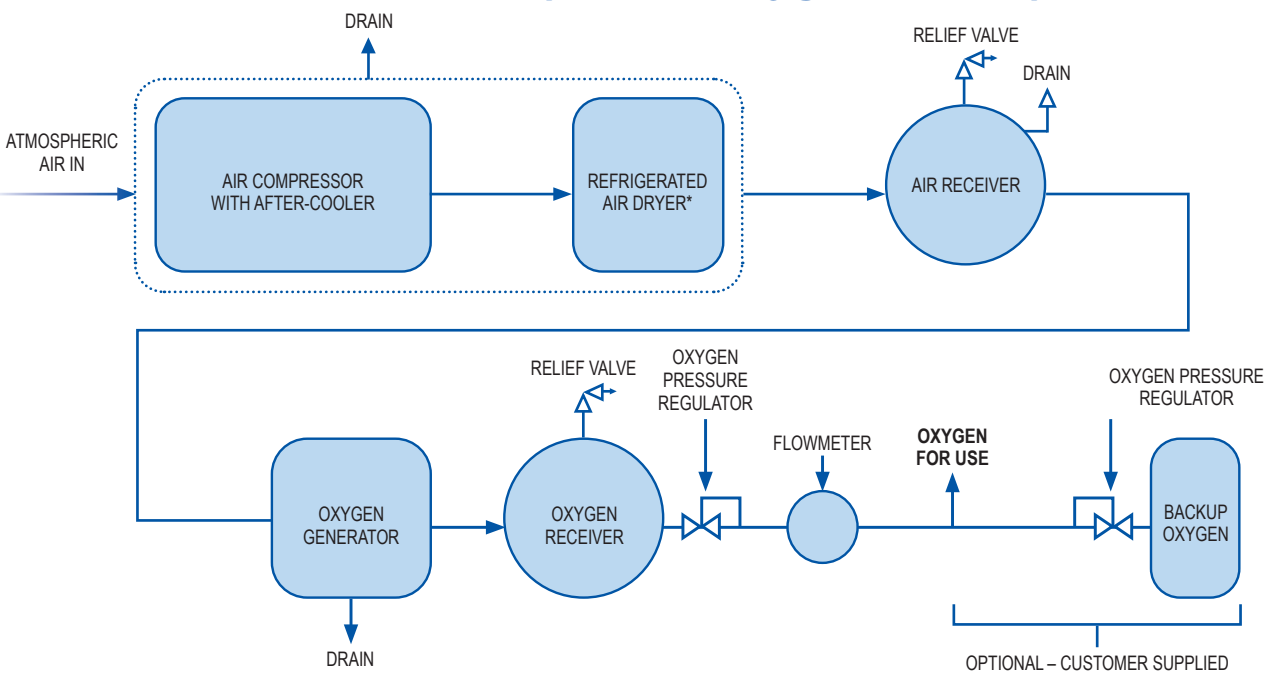 DRAIN
RELIEF VALVE
DRAIN
ATMOSPHERIC
AIR IN
AIR COMPRESSOR
WITH AFTER-COOLER
REFRIGERATED
AIR DRYER*
AIR RECEIVER
RELIEF VALVE
OXYGEN
PRESSURE
REGULATOR
OXYGEN PRESSURE
REGULATOR
FLOWMETER
OXYGEN
FOR USE
OXYGEN
GENERATOR
OXYGEN
RECEIVER
BACKUP
OXYGEN
DRAIN
OPTIONAL – CUSTOMER SUPPLIED